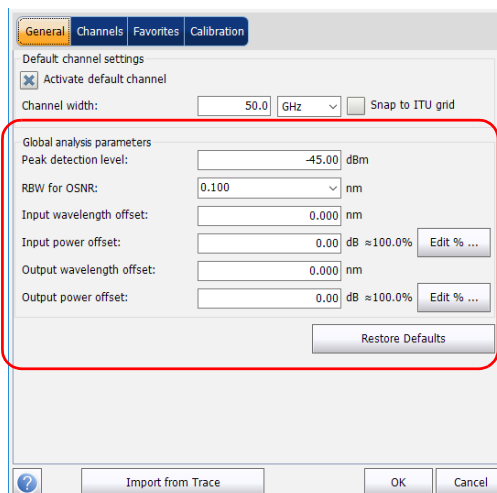 General Channels Favorites Calibration
Default channel settings
Activate default channel
Channel width: 50.0 GHz Snap to ITU grid
Global analysis parameters
Peak detection level: -45.00 dBm
RBW for OSNR: 0.100 nm
Input wavelength offset: 0.000 nm
Input power offset: 0.00 dB ≈100.0% Edit % ...
Output wavelength offset: 0.000 nm
Output power offset: 0.00 dB ≈100.0% Edit % ...
Restore Defaults
? Import from Trace OK Cancel